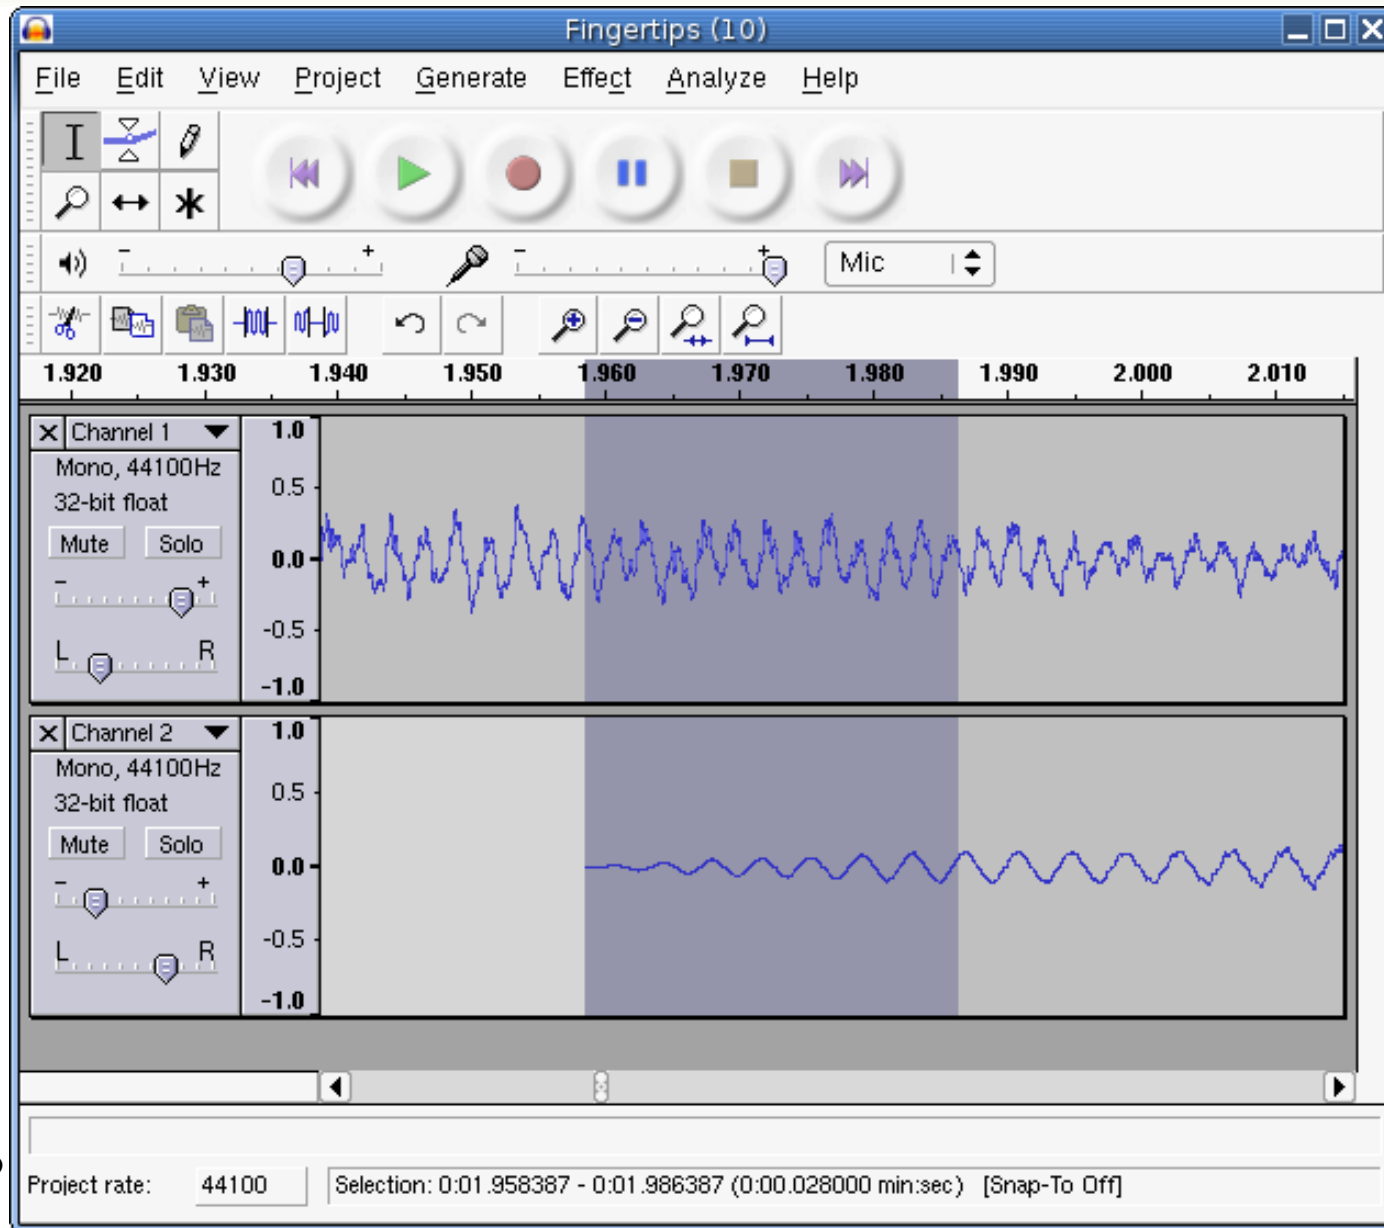 Fingertips (10)
File Edit View Project Generate Effect Analyze Help
- + - + Mic
1.920 1.930 1.940 1.950 1.960 1.970 1.980 1.990 2.000 2.010
Channel 1 1.0
Mono, 44100Hz
0.5
32-bit float
Mute Solo 0.0
- +
-0.5
L R
-1.0
Channel 2 1.0
Mono, 44100Hz
0.5
32-bit float
Mute Solo 0.0
- +
-0.5
L R
-1.0
Project rate: 44100 Selection: 0:01.958387 - 0:01.986387 (0:00.028000 min:sec) [Snap-To Off]